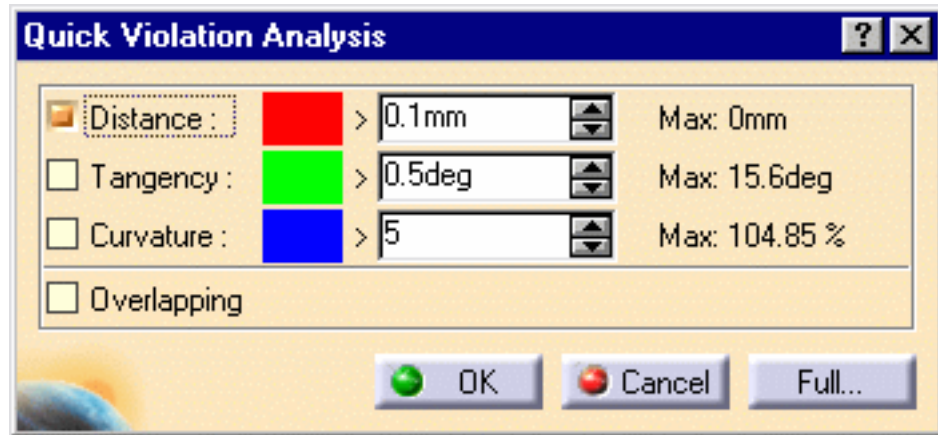 Quick Violation Analysis ? X
Distance : > 0.1mm Max: 0mm
Tangency : > 0.5deg Max: 15.6deg
Curvature : > 5 Max: 104.85 %
Overlapping
OK Cancel Full...